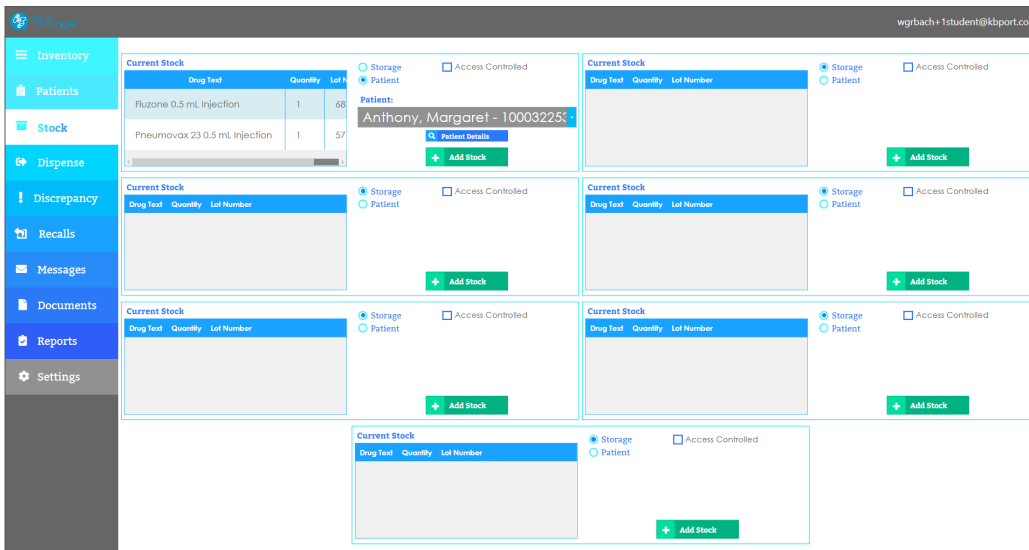 wgrbach+1student@kbport.co
Inventory
Patients
Stock
Dispense
Discrepancy
Recalls
Messages
Documents
Reports
Settings
Current Stock
Drug Text Quantity Lot N
Fluzone 0.5 mL Injection 1 68
Pneumovax 23 0.5 mL Injection 1 57
Storage
Patient
Access Controlled
Patient:
Anthony, Margaret - 100032253
Patient Details
Add Stock
Current Stock
Drug Text Quantity Lot Number
Storage
Patient
Access Controlled
Add Stock
Current Stock
Drug Text Quantity Lot Number
Storage
Patient
Access Controlled
Add Stock
Current Stock
Drug Text Quantity Lot Number
Storage
Patient
Access Controlled
Add Stock
Current Stock
Drug Text Quantity Lot Number
Storage
Patient
Access Controlled
Add Stock
Current Stock
Drug Text Quantity Lot Number
Storage
Patient
Access Controlled
Add Stock
Current Stock
Drug Text Quantity Lot Number
Storage
Patient
Access Controlled
Add Stock